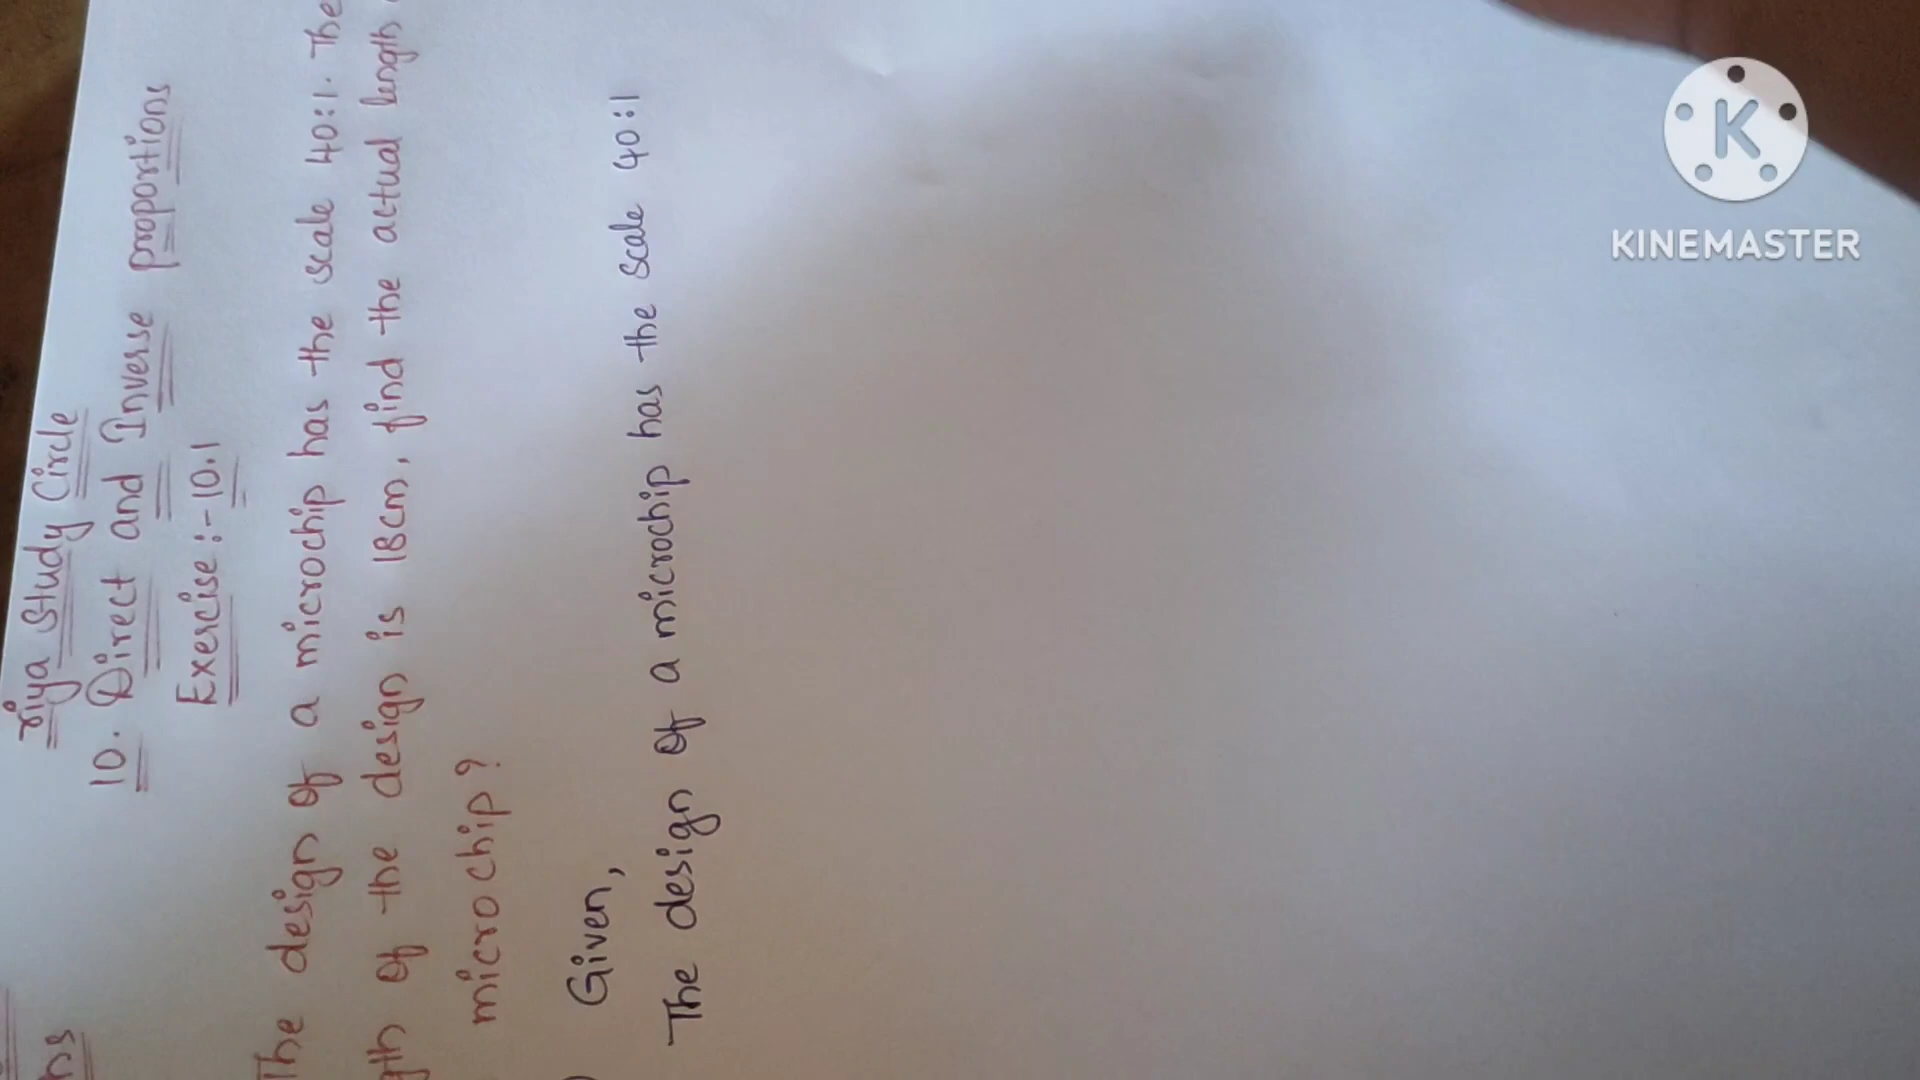 riya Study Circle
10. Direct and Inverse proportions
Exercise :- 10.1
The design of a microchip has the scale 40:1. The
gth of the design is 18cm, find the actual length
microchip?
Given,
The design of a microchip has the scale 40:1
ns
K
KINEMASTER